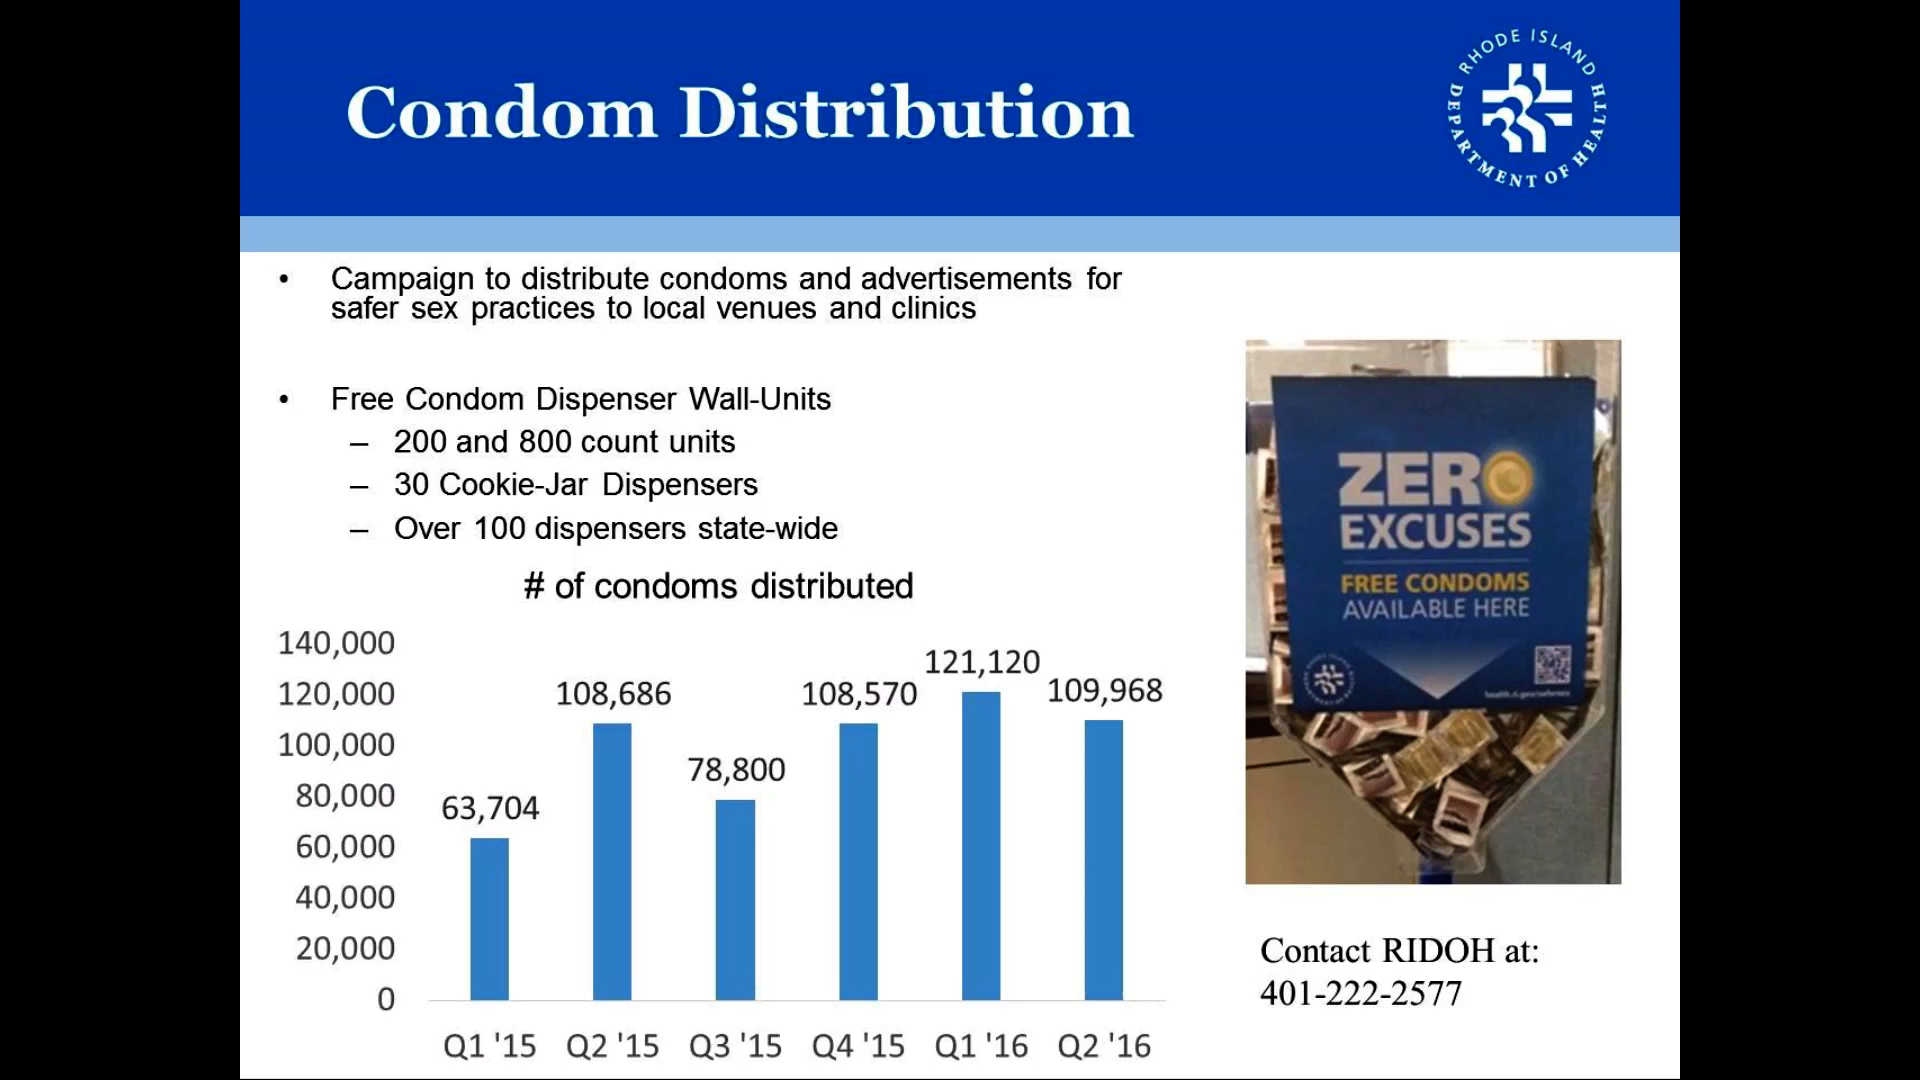 Condom Distribution
RHODE ISLAND
DEPARTMENT OF HEALTH
• Campaign to distribute condoms and advertisements for
safer sex practices to local venues and clinics
• Free Condom Dispenser Wall-Units
– 200 and 800 count units
– 30 Cookie-Jar Dispensers
– Over 100 dispensers state-wide
# of condoms distributed
140,000
120,000
100,000
80,000
60,000
40,000
20,000
0
63,704
108,686
78,800
108,570
121,120
109,968
Q1 '15 Q2 '15 Q3 '15 Q4 '15 Q1 '16 Q2 '16
ZERO
EXCUSES
FREE CONDOMS
AVAILABLE HERE
Contact RIDOH at:
401-222-2577